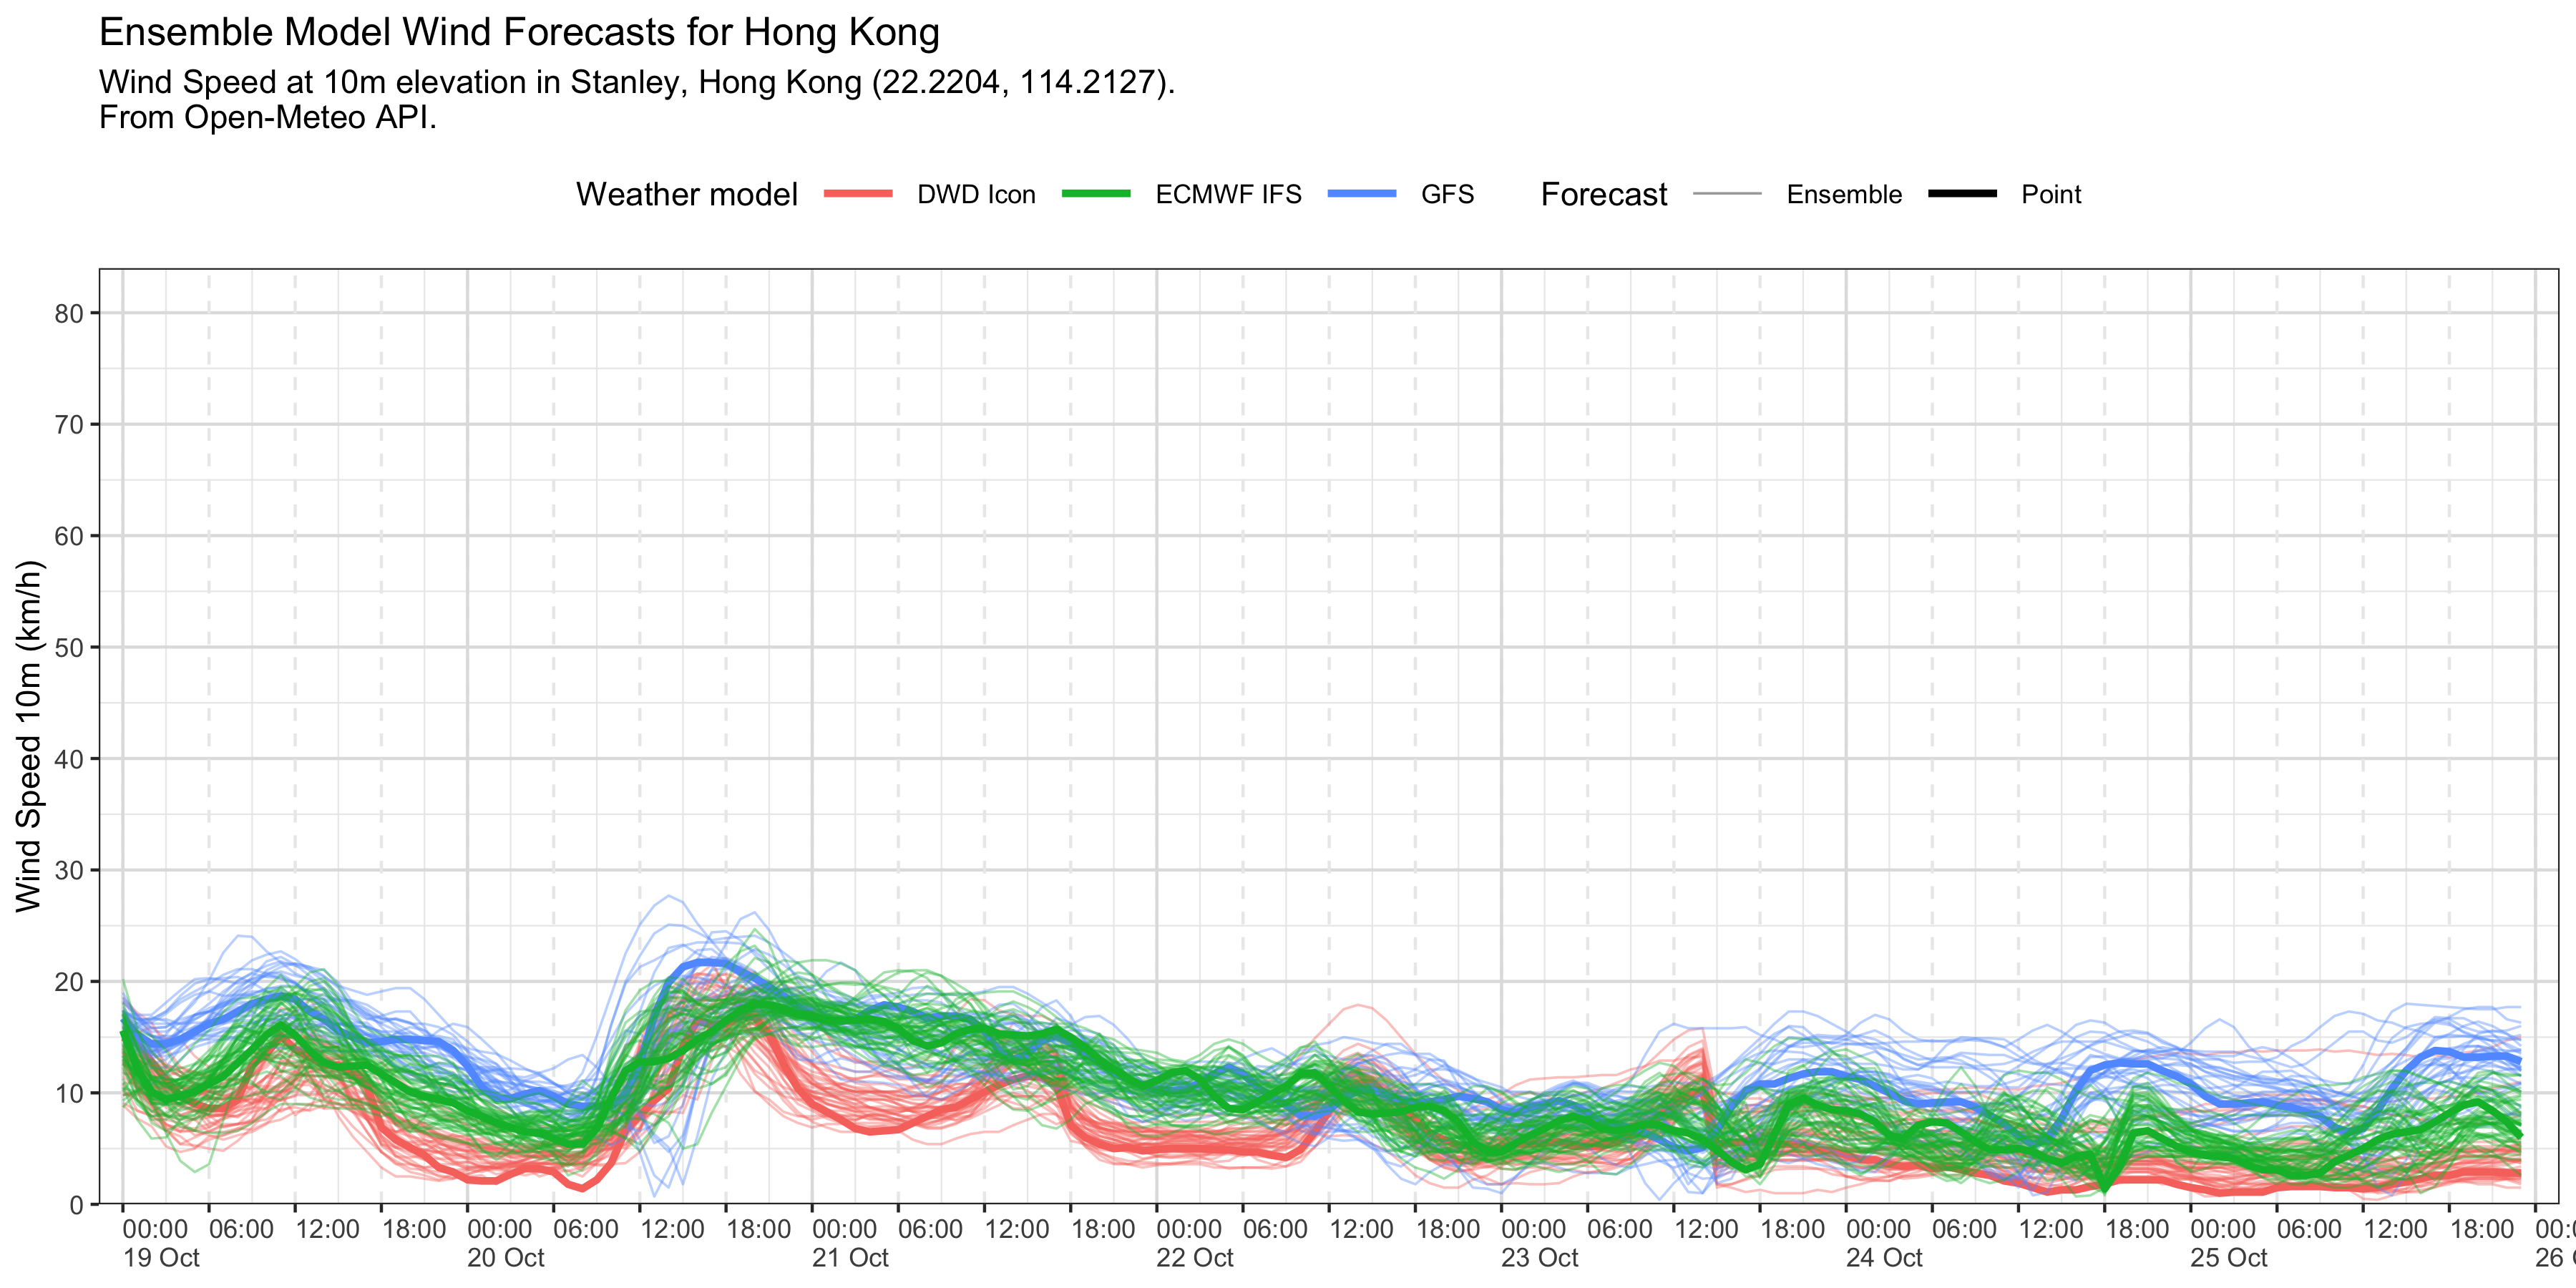 Ensemble Model Wind Forecasts for Hong Kong
Wind Speed at 10m elevation in Stanley, Hong Kong (22.2204, 114.2127).
From Open-Meteo API.
Weather model DWD Icon ECMWF IFS GFS Forecast Ensemble Point
Wind Speed 10m (km/h)
80
70
60
50
40
30
20
10
0
00:00 06:00 12:00 18:00 00:00 06:00 12:00 18:00 00:00 06:00 12:00 18:00 00:00 06:00 12:00 18:00 00:00 06:00 12:00 18:00 00:00 06:00 12:00 18:00 00:00 06:00 12:00 18:00 00:0
19 Oct 20 Oct 21 Oct 22 Oct 23 Oct 24 Oct 25 Oct 26 O